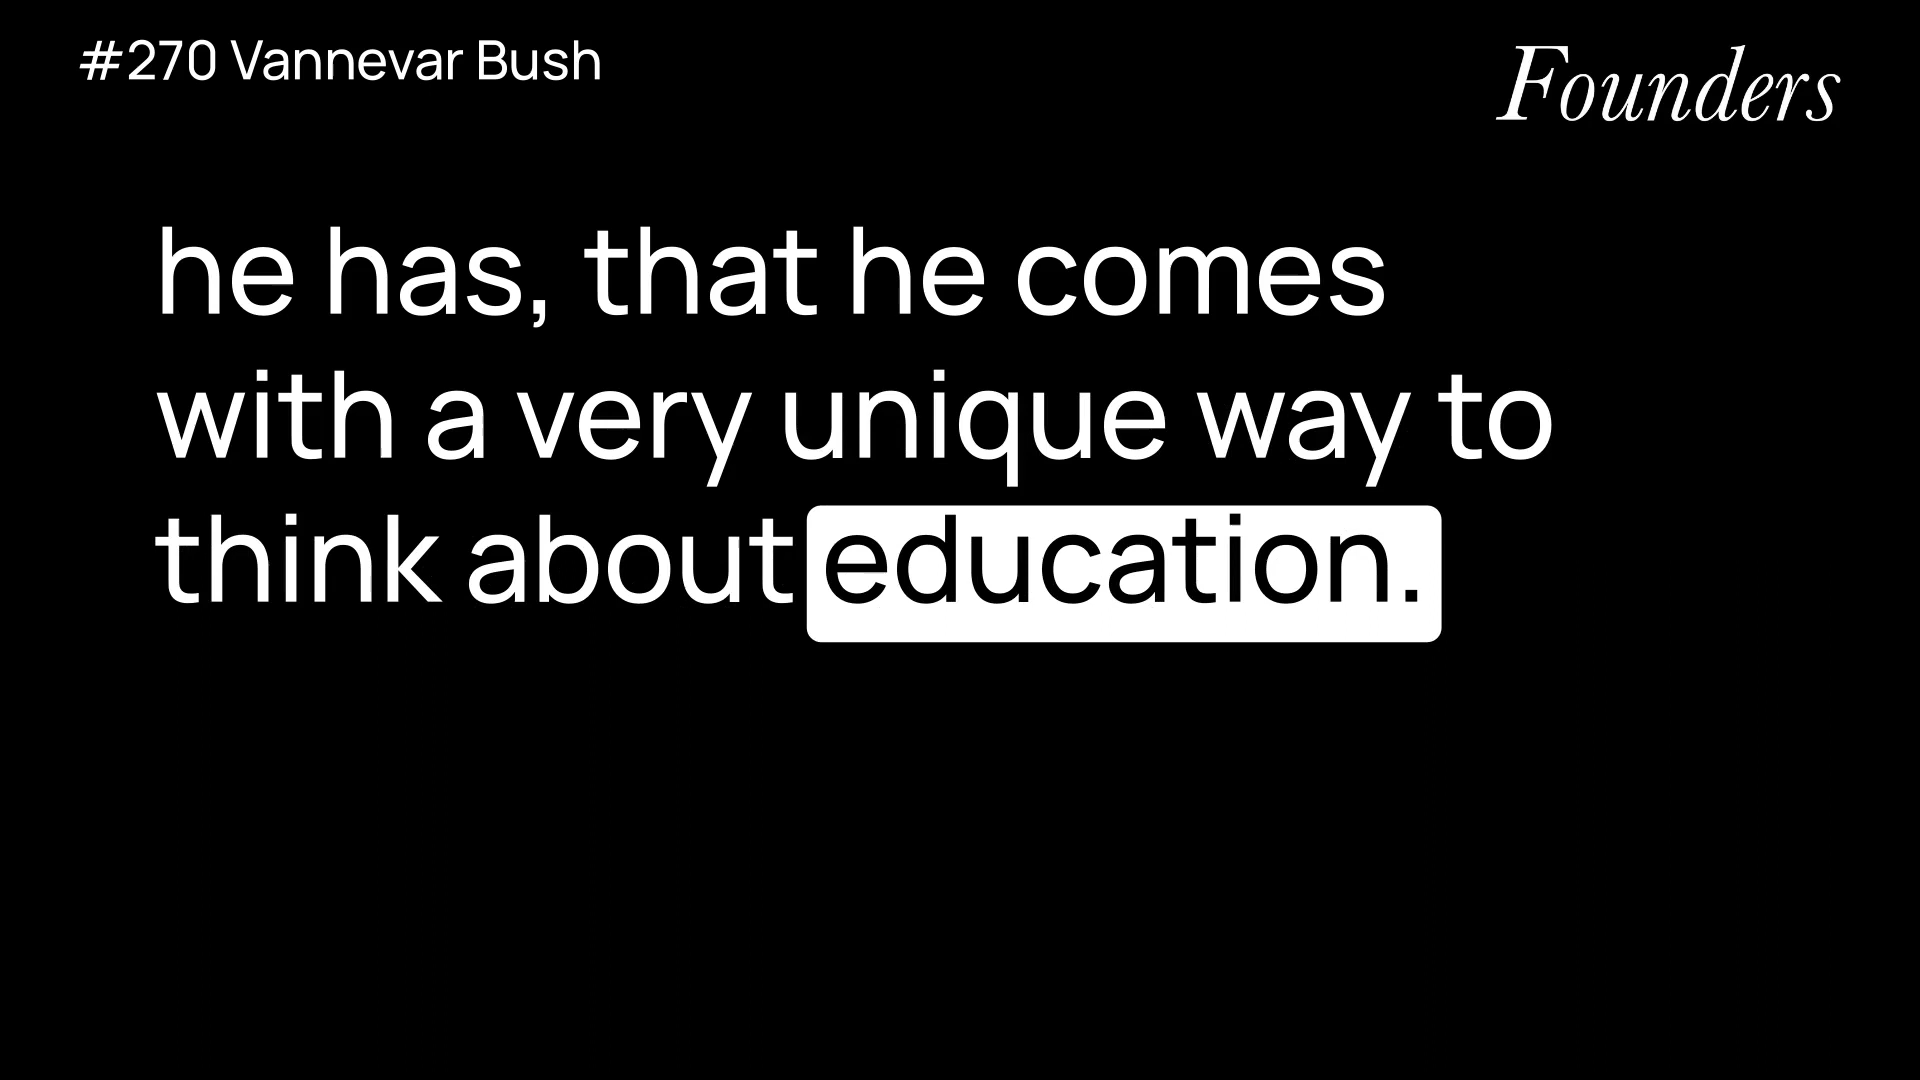 #270 Vannevar Bush
Founders
he has, that he comes
with a very unique way to
think about education.